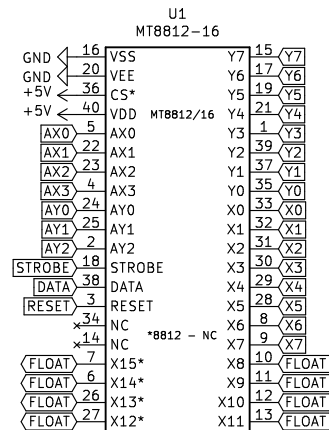 U1
MT8812-16
GND 16 VSS Y7 15 Y7
GND 20 VEE Y6 17 Y6
+5V 36 CS* Y5 19 Y5
+5V 40 VDD MT8812/16 Y4 21 Y4
AX0 5 AX0 Y3 1 Y3
AX1 22 AX1 Y2 39 Y2
AX2 23 AX2 Y1 37 Y1
AX3 4 AX3 Y0 35 Y0
AY0 24 AY0 X0 33 X0
AY1 25 AY1 X1 32 X1
AY2 2 AY2 X2 31 X2
STROBE 18 STROBE X3 30 X3
DATA 38 DATA X4 29 X4
RESET 3 RESET X5 28 X5
34 NC X6 8 X6
14 NC *8812 - NC X7 9 X7
FLOAT 7 X15* X8 10 FLOAT
FLOAT 6 X14* X9 11 FLOAT
FLOAT 26 X13* X10 12 FLOAT
FLOAT 27 X12* X11 13 FLOAT